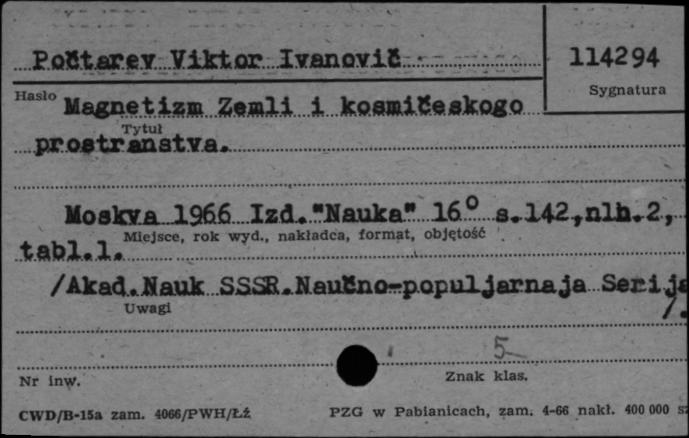 Počtarev Viktor Ivanovič
114294
Hasło
Sygnatura
Magnetizm Zemli i kosmičeskogo
Tytuł
prostranstva.
Moskva 1966 Izd."Nauka" 16° s.142,nlb.2,
Miejsce, rok wyd., nakładca, format, objętość
tabl.1.
/Akad.Nauk SSSR.Naučno-populjarnaja Serija
Uwagi
/.
5
Nr inw.
Znak klas.
CWD/B-15a zam. 4066/PWH/Łź
PZG w Pabianicach, zam. 4-66 nakł. 400 000 sz